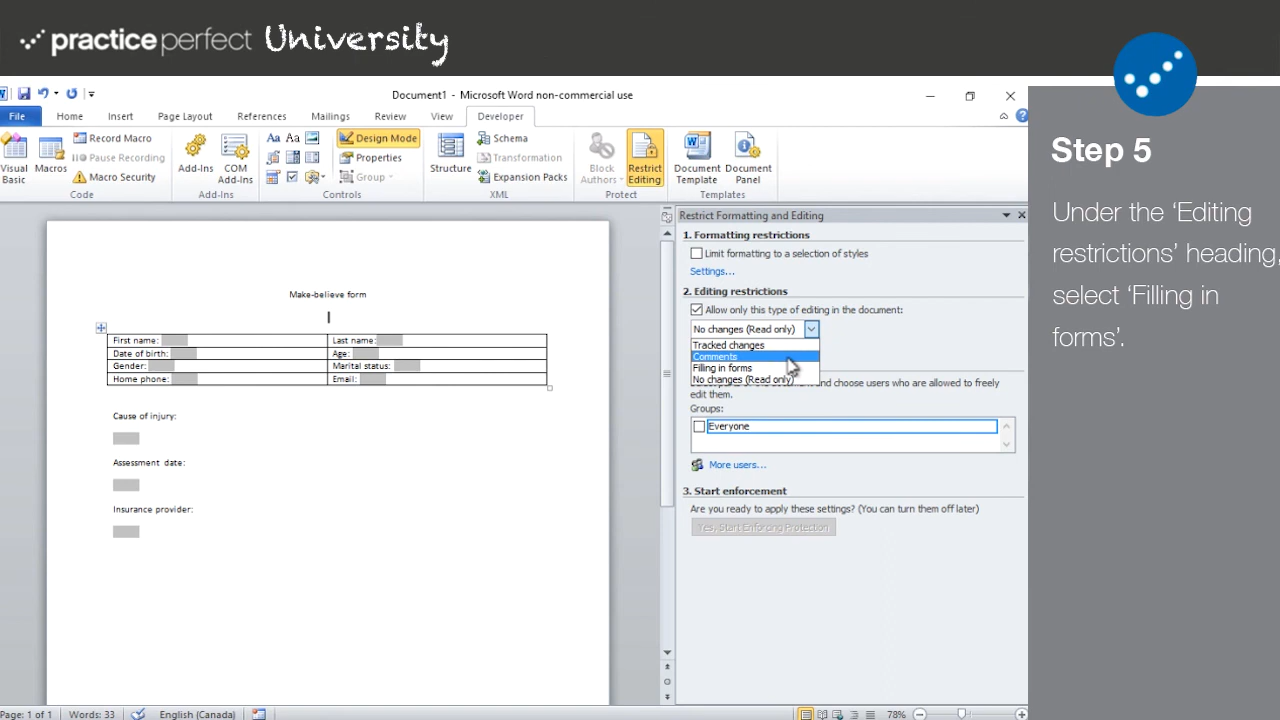 practiceperfect University
Document1 - Microsoft Word non-commercial use
File Home Insert Page Layout References Mailings Review View Developer
Visual Basic
Macros
Record Macro
Pause Recording
Macro Security
Code
Add-Ins
COM Add-Ins
Add-Ins
Aa Aa
Design Mode
Properties
Group
Controls
Structure
Schema
Transformation
Expansion Packs
XML
Block Authors
Restrict Editing
Protect
Document Template
Document Panel
Templates
Make-believe form
First name: Last name:
Date of birth: Age:
Gender: Marital status:
Home phone: Email:
Cause of injury:
Assessment date:
Insurance provider:
Restrict Formatting and Editing
1. Formatting restrictions
Limit formatting to a selection of styles
Settings...
2. Editing restrictions
Allow only this type of editing in the document:
No changes (Read only)
Tracked changes
Comments
Filling in forms
No changes (Read only)
parts of the document and choose users who are allowed to freely
edit them.
Groups:
Everyone
More users...
3. Start enforcement
Are you ready to apply these settings? (You can turn them off later)
Yes, Start Enforcing Protection
Page: 1 of 1 Words: 33 English (Canada) 78%
Step 5
Under the ‘Editing
restrictions’ heading,
select ‘Filling in
forms’.